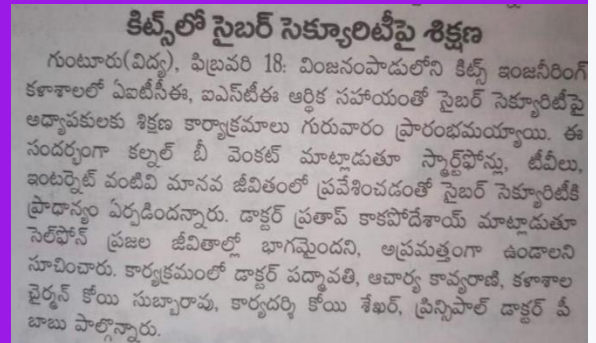 కిట్స్‌లో సైబర్ సెక్యూరిటీపై శిక్షణ
గుంటూరు(విద్య), ఫిబ్రవరి 18: వింజనంపాడులోని కిట్స్ ఇంజనీరింగ్
కళాశాలలో ఏఐటీసీఈ, ఐఎస్‌టీఈ ఆర్థిక సహాయంతో సైబర్ సెక్యూరిటీపై
అధ్యాపకులకు శిక్షణ కార్యాక్రమాలు గురువారం ప్రారంభమయ్యాయి. ఈ
సందర్భంగా కల్నల్ బీ వెంకట్ మాట్లాడుతూ స్మార్ట్‌ఫోన్లు, టీవీలు,
ఇంటర్నెట్ వంటివి మానవ జీవితంలో ప్రవేశించడంతో సైబర్ సెక్యూరిటీకి
ప్రాధాన్యం ఏర్పడిందన్నారు. డాక్టర్ ప్రతాప్ కాకపోదేశాయ్ మాట్లాడుతూ
సెల్‌ఫోన్ ప్రజల జీవితాల్లో భాగమైందని, అప్రమత్తంగా ఉండాలని
సూచించారు. కార్యక్రమంలో డాక్టర్ పద్మావతి, ఆచార్య కావ్యరాణి, కళాశాల
చైర్మన్ కోయి సుబ్బారావు, కార్యదర్శి కోయి శేఖర్, ప్రిన్సిపాల్ డాక్టర్ పీ
బాబు పాల్గొన్నారు.